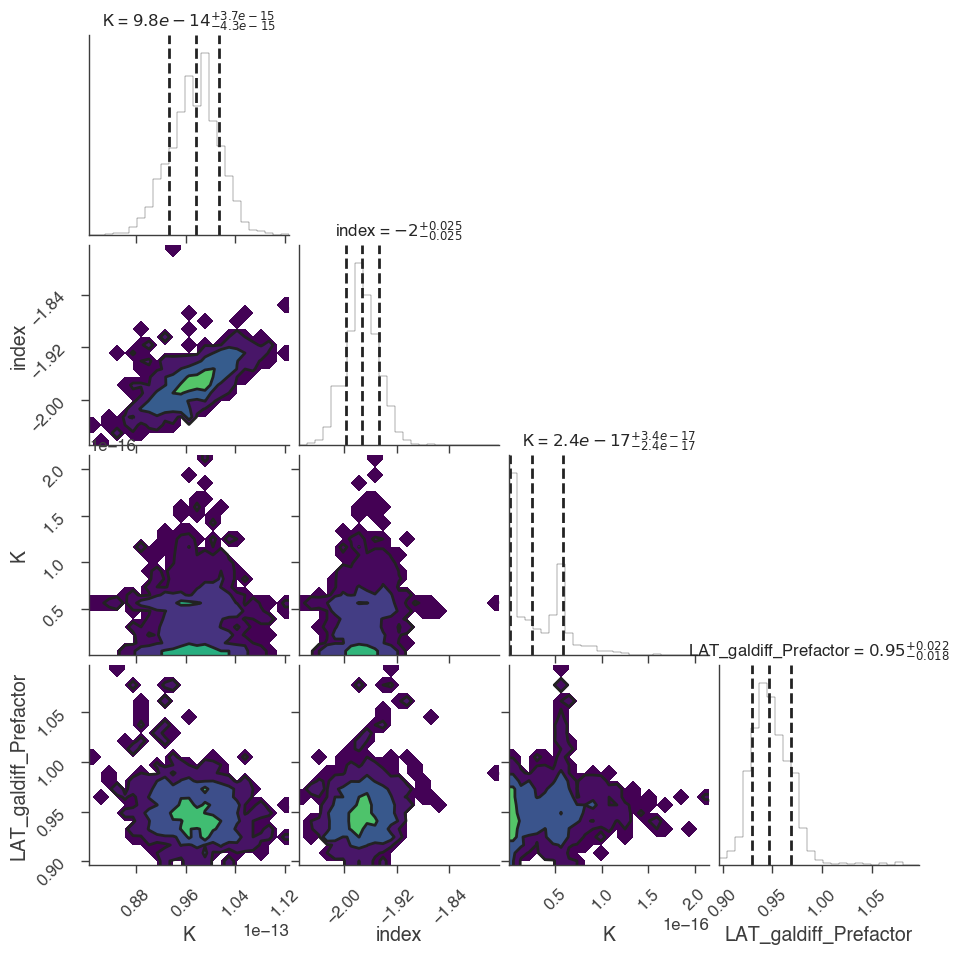 K = 9.8e−14+3.7e−15 −4.3e−15
index = −2+0.025 −0.025
−1.84
−1.92
−2.00
index
K = 2.4e−17+3.4e−17 −2.4e−17
2.0
1.5
1.0
0.5
K
LAT_galdiff_Prefactor = 0.95+0.022 −0.018
1.05
1.00
0.95
0.90
LAT_galdiff_Prefactor
0.88 0.96 1.04 1.12 −2.00 −1.92 −1.84 0.5 1.0 1.5 2.0 0.90 0.95 1.00 1.05
1e−13 1e−16
K index K LAT_galdiff_Prefactor